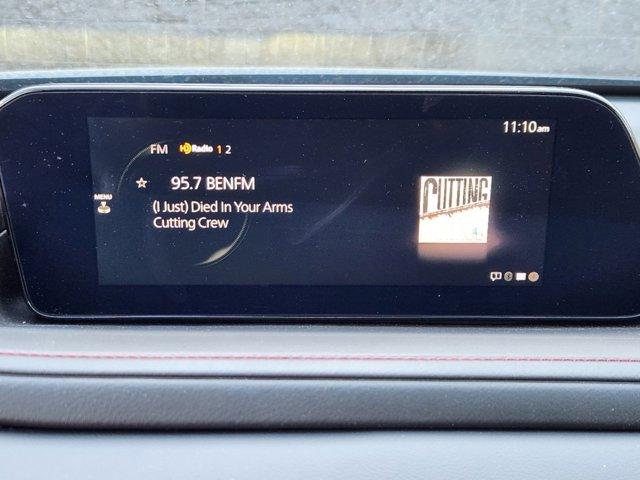 11:10am
FM HD Radio 1 2
95.7 BENFM
MENU
(I Just) Died In Your Arms
Cutting Crew
CUTTING